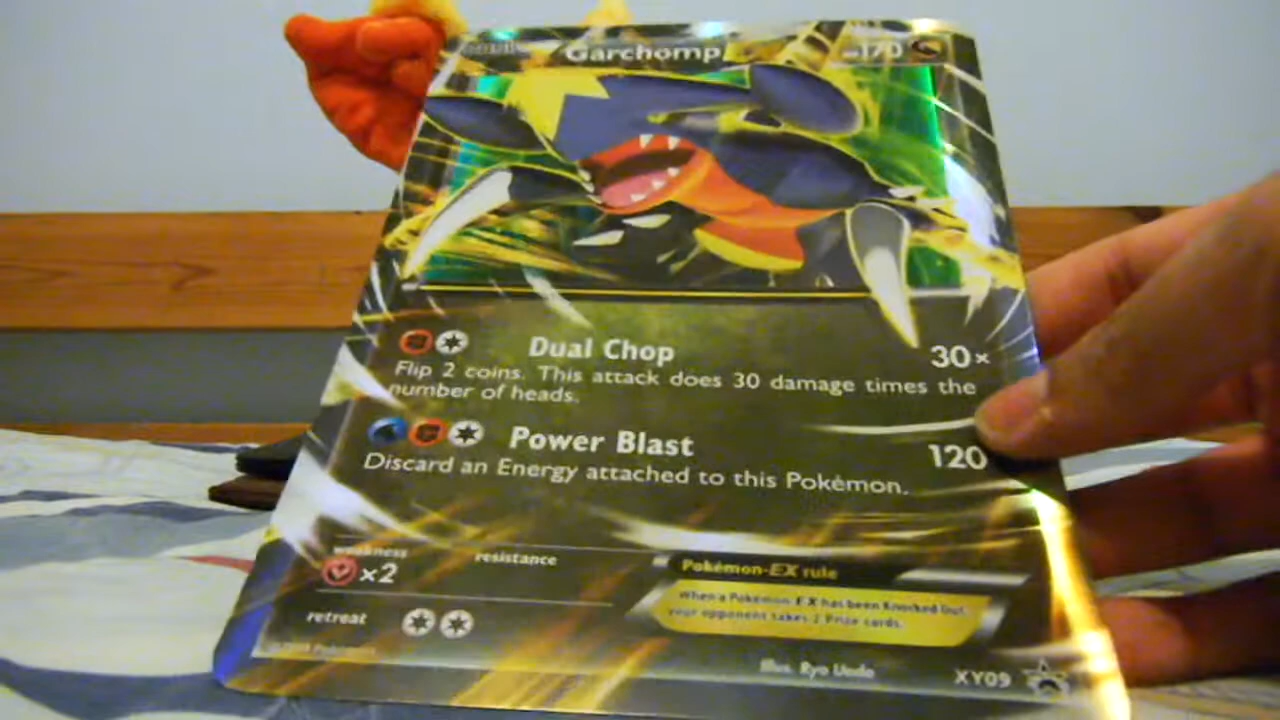 Garchomp 170
Dual Chop 30×
Flip 2 coins. This attack does 30 damage times the
number of heads.
Power Blast 120
Discard an Energy attached to this Pokémon.
weakness resistance
×2
retreat
Pokémon-EX rule
When a Pokémon-EX has been Knocked Out,
your opponent takes 2 Prize cards.
Illus. Ryo Ueda
XY09